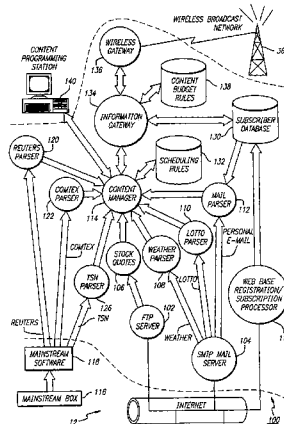 WIRELESS BROADCAST
NETWORK
CONTENT
PROGRAMMING
STATION
WIRELESS
GATEWAY
36
136
140
134
CONTENT
BUDGET
RULES
138
INFORMATION
GATEWAY
SUBSCRIBER
DATABASE
130
120
REUTERS
PARSER
SCHEDULING
RULES
132
COMTEX
PARSER
122
114
CONTENT
MANAGER
110
MAIL
PARSER
112
LOTTO
PARSER
STOCK
QUOTES
WEATHER
PARSER
106
108
PERSONAL
E-MAIL
COMTEX
TSN
PARSER
126
TSN
102
LOTTO
FTP
SERVER
WEB BASE
REGISTRATION/
SUBSCRIPTION
PROCESSOR
REUTERS
WEATHER
104
MAINSTREAM
SOFTWARE
118
SMTP MAIL
SERVER
MAINSTREAM BOX
116
INTERNET
12
100